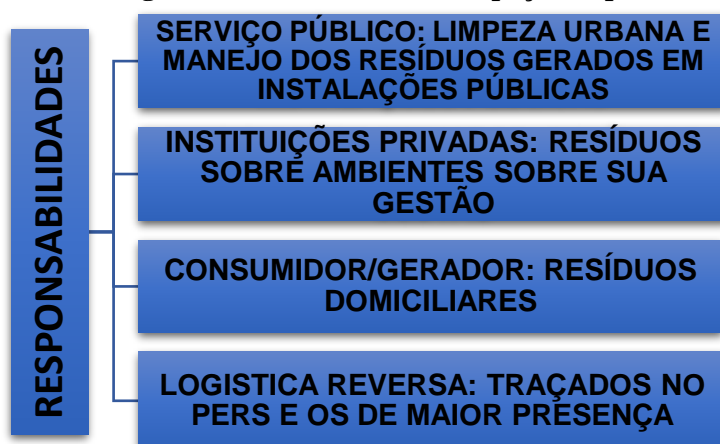 RESPONSABILIDADES
SERVIÇO PÚBLICO: LIMPEZA URBANA E
MANEJO DOS RESÍDUOS GERADOS EM
INSTALAÇÕES PÚBLICAS
INSTITUIÇÕES PRIVADAS: RESÍDUOS
SOBRE AMBIENTES SOBRE SUA
GESTÃO
CONSUMIDOR/GERADOR: RESÍDUOS
DOMICILIARES
LOGISTICA REVERSA: TRAÇADOS NO
PERS E OS DE MAIOR PRESENÇA